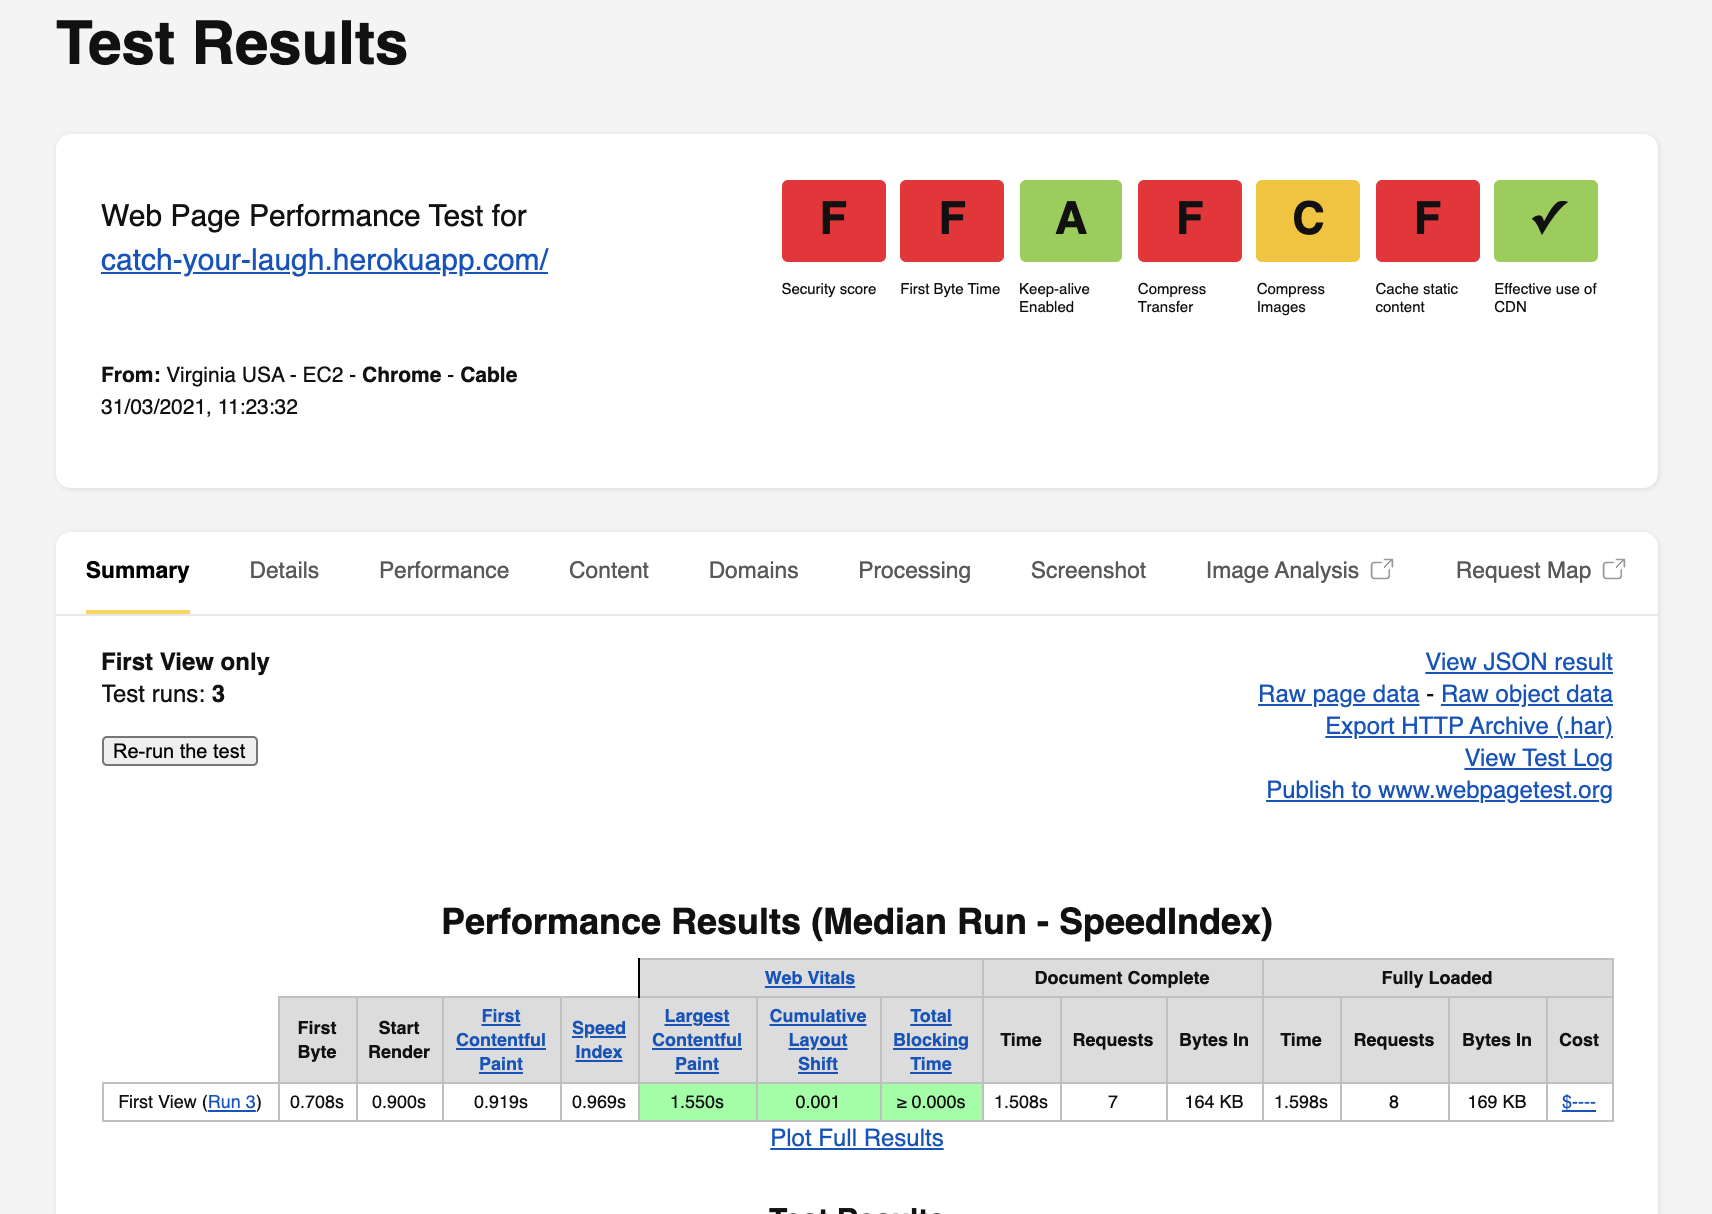 Test Results
Web Page Performance Test for
catch-your-laugh.herokuapp.com/
From: Virginia USA - EC2 - Chrome - Cable
31/03/2021, 11:23:32
F F A F C F ✓
Security score First Byte Time Keep-alive Enabled Compress Transfer Compress Images Cache static content Effective use of CDN
Summary Details Performance Content Domains Processing Screenshot Image Analysis Request Map
First View only
Test runs: 3
Re-run the test
View JSON result
Raw page data - Raw object data
Export HTTP Archive (.har)
View Test Log
Publish to www.webpagetest.org
Performance Results (Median Run - SpeedIndex)
Web Vitals Document Complete Fully Loaded
First Byte Start Render First Contentful Paint Speed Index Largest Contentful Paint Cumulative Layout Shift Total Blocking Time Time Requests Bytes In Time Requests Bytes In Cost
First View (Run 3) 0.708s 0.900s 0.919s 0.969s 1.550s 0.001 ≥ 0.000s 1.508s 7 164 KB 1.598s 8 169 KB $----
Plot Full Results
Test Results